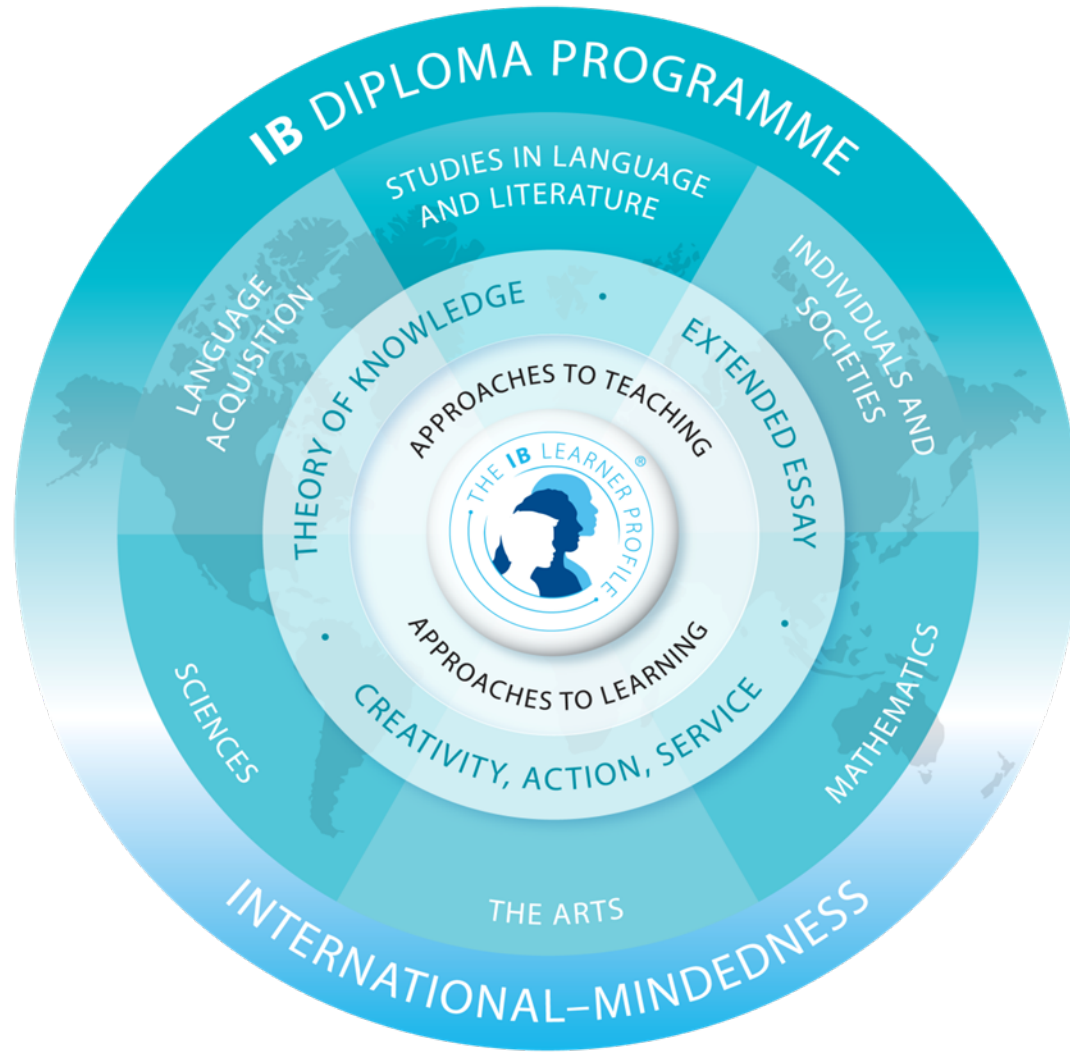 IB DIPLOMA PROGRAMME
STUDIES IN LANGUAGE
AND LITERATURE
LANGUAGE
ACQUISITION
INDIVIDUALS AND
SOCIETIES
THEORY OF KNOWLEDGE
·
EXTENDED ESSAY
APPROACHES TO TEACHING
THE IB LEARNER PROFILE
®
APPROACHES TO LEARNING
·
CREATIVITY, ACTION, SERVICE
·
SCIENCES
MATHEMATICS
THE ARTS
INTERNATIONAL–MINDEDNESS